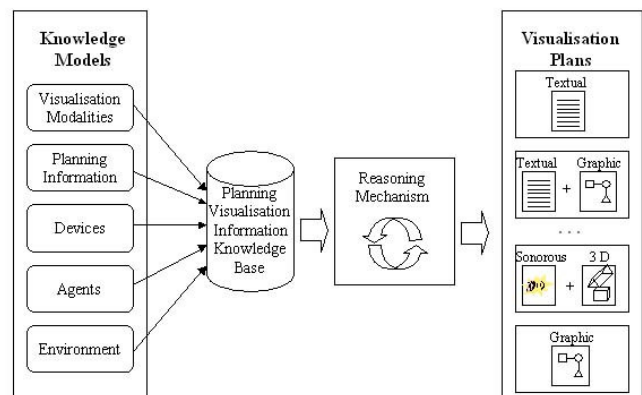 Knowledge
Models
Visualisation
Modalities
Planning
Information
Devices
Agents
Environment
Planning
Visualisation
Information
Knowledge
Base
Reasoning
Mechanism
Visualisation
Plans
Textual
Textual
+
Graphic
. . .
Sonorous
+
3 D
Graphic